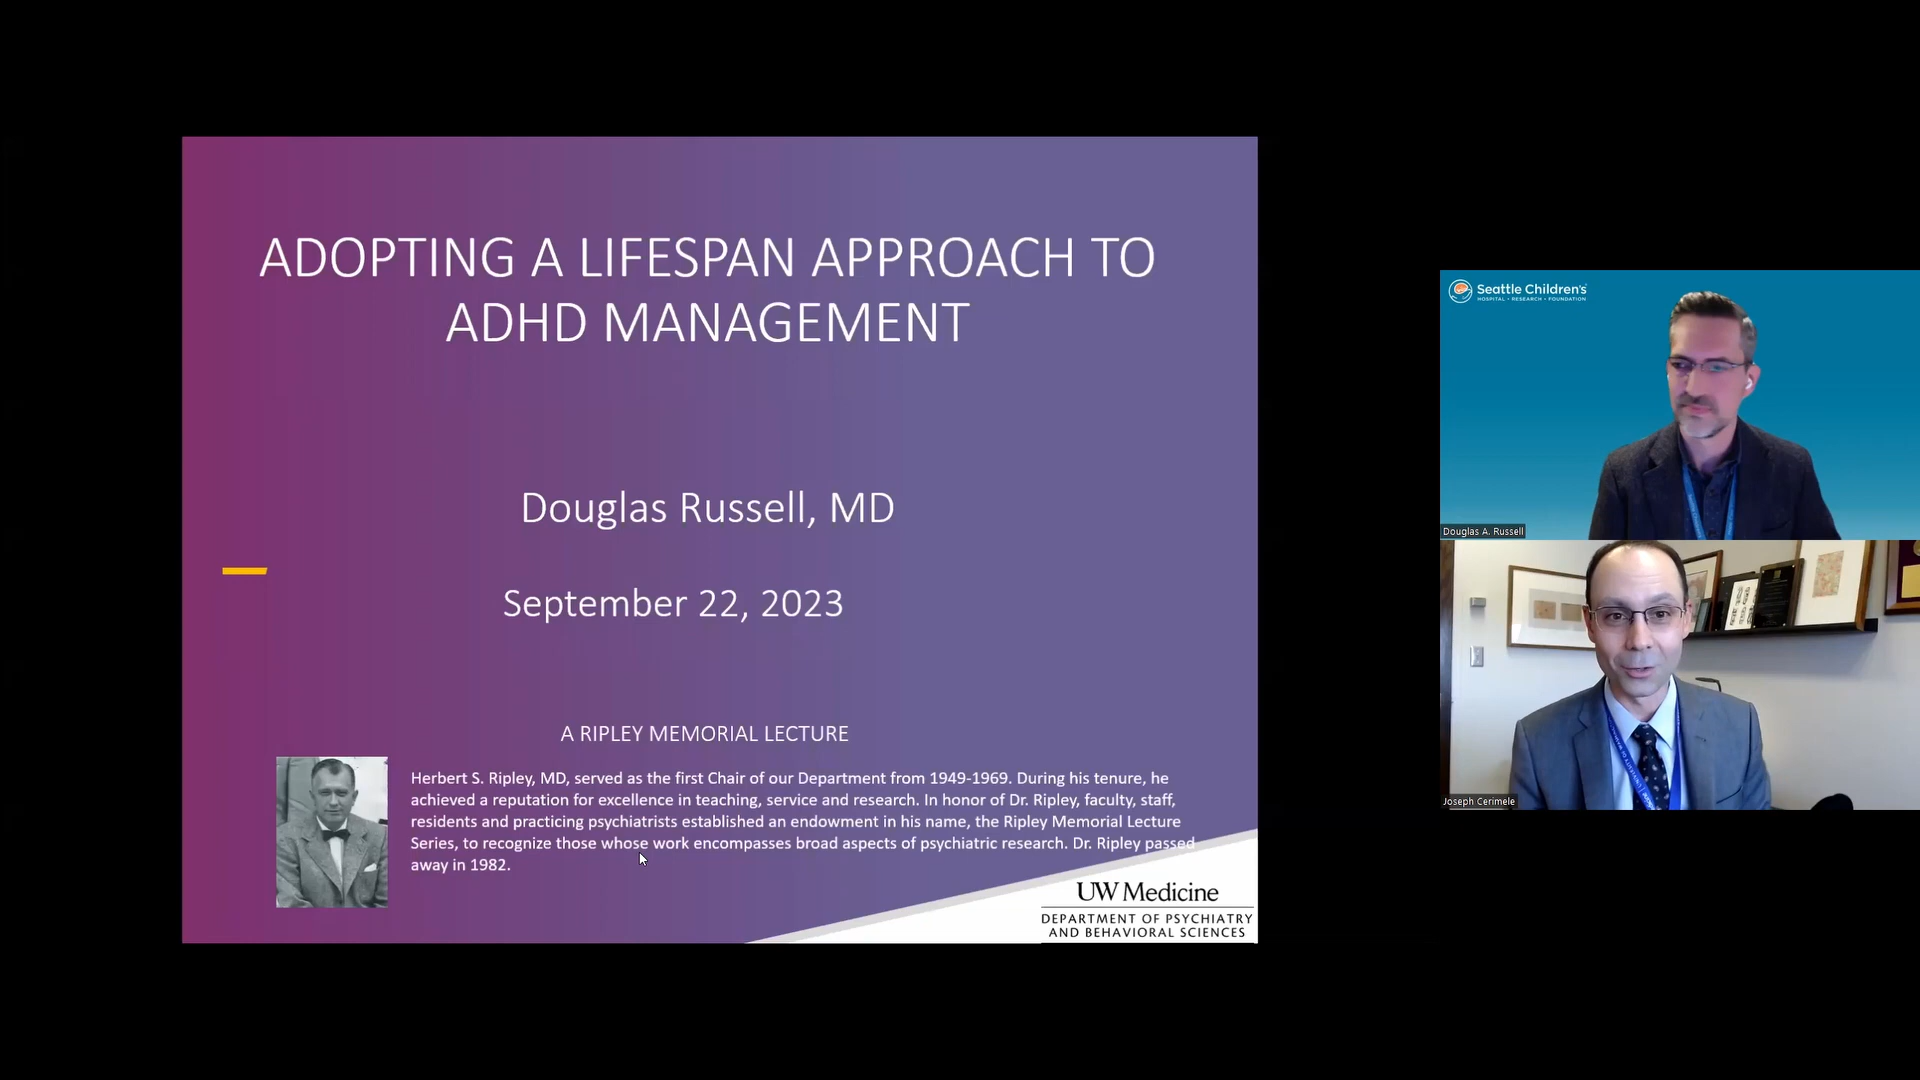 ADOPTING A LIFESPAN APPROACH TO
ADHD MANAGEMENT
Douglas Russell, MD
September 22, 2023
A RIPLEY MEMORIAL LECTURE
Herbert S. Ripley, MD, served as the first Chair of our Department from 1949-1969. During his tenure, he
achieved a reputation for excellence in teaching, service and research. In honor of Dr. Ripley, faculty, staff,
residents and practicing psychiatrists established an endowment in his name, the Ripley Memorial Lecture
Series, to recognize those whose work encompasses broad aspects of psychiatric research. Dr. Ripley passed
away in 1982.
UW Medicine
DEPARTMENT OF PSYCHIATRY
AND BEHAVIORAL SCIENCES
Seattle Children's
HOSPITAL • RESEARCH • FOUNDATION
Douglas A. Russell
Joseph Cerimele